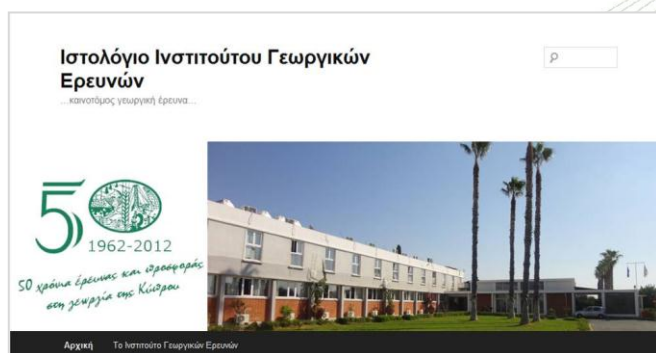 Ιστολόγιο Ινστιτούτου Γεωργικών
Ερευνών
…καινοτόμος γεωργική έρευνα…
50
1962-2012
50 χρόνια έρευνας και προσφοράς
στη γεωργία της Κύπρου
Αρχική Το Ινστιτούτο Γεωργικών Ερευνών